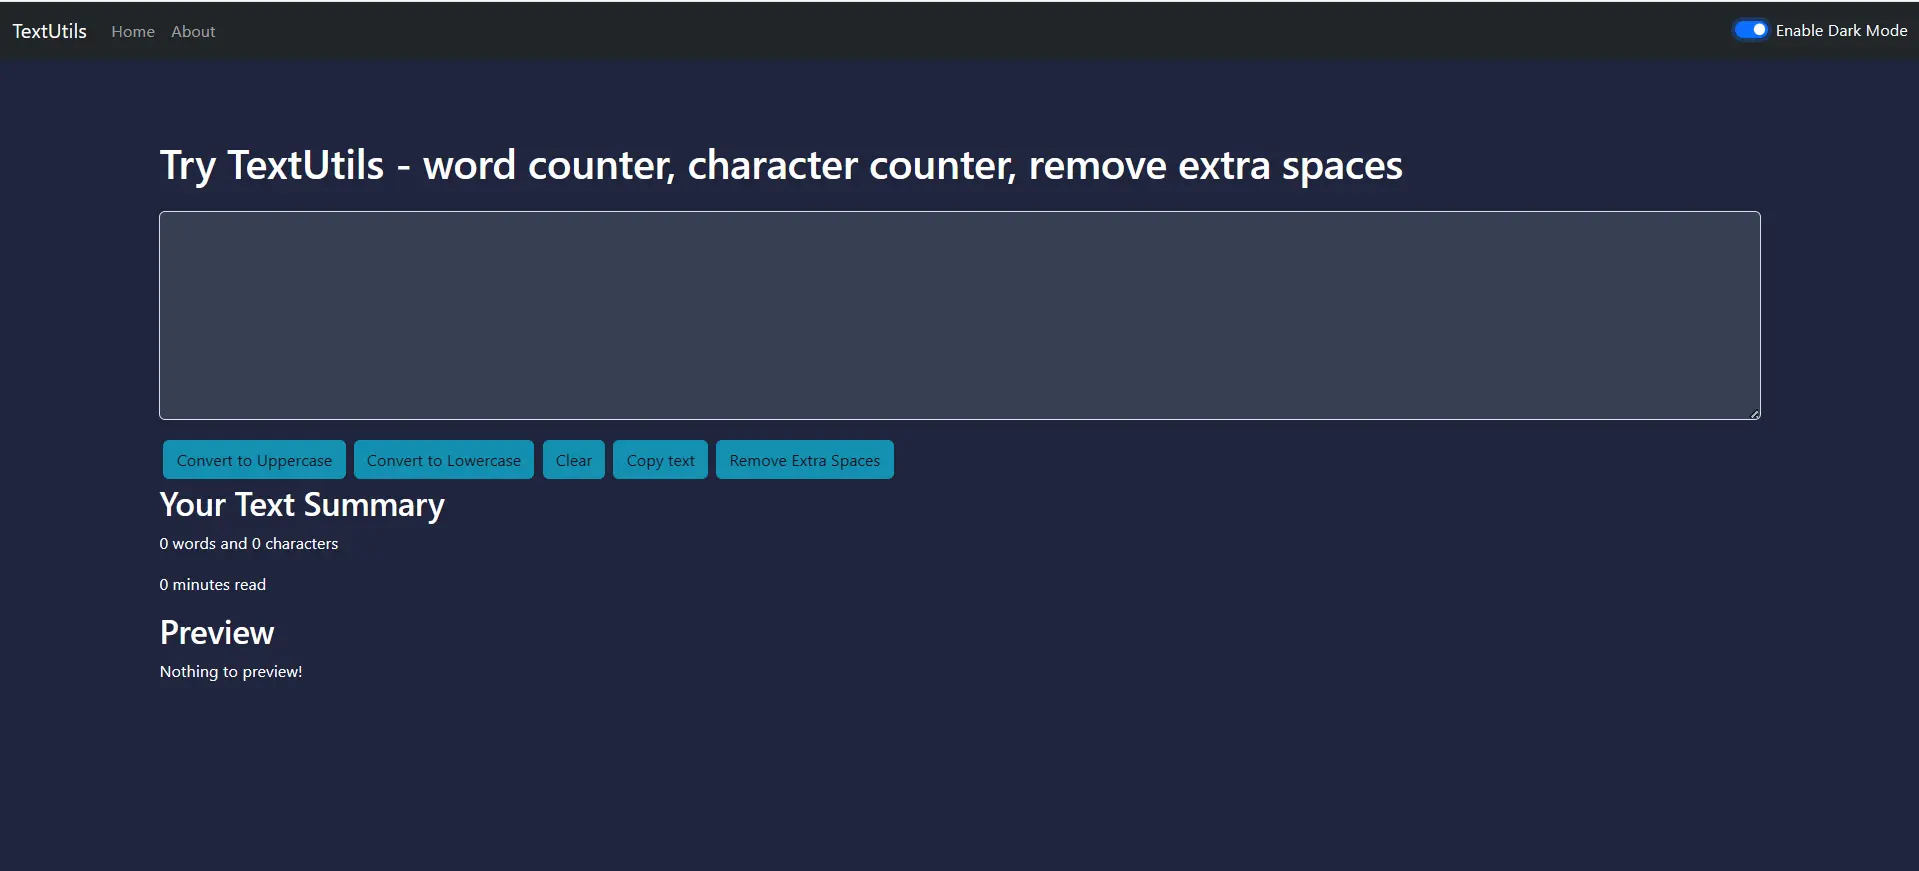 TextUtils Home About Enable Dark Mode
Try TextUtils - word counter, character counter, remove extra spaces
Convert to Uppercase Convert to Lowercase Clear Copy text Remove Extra Spaces
Your Text Summary
0 words and 0 characters
0 minutes read
Preview
Nothing to preview!